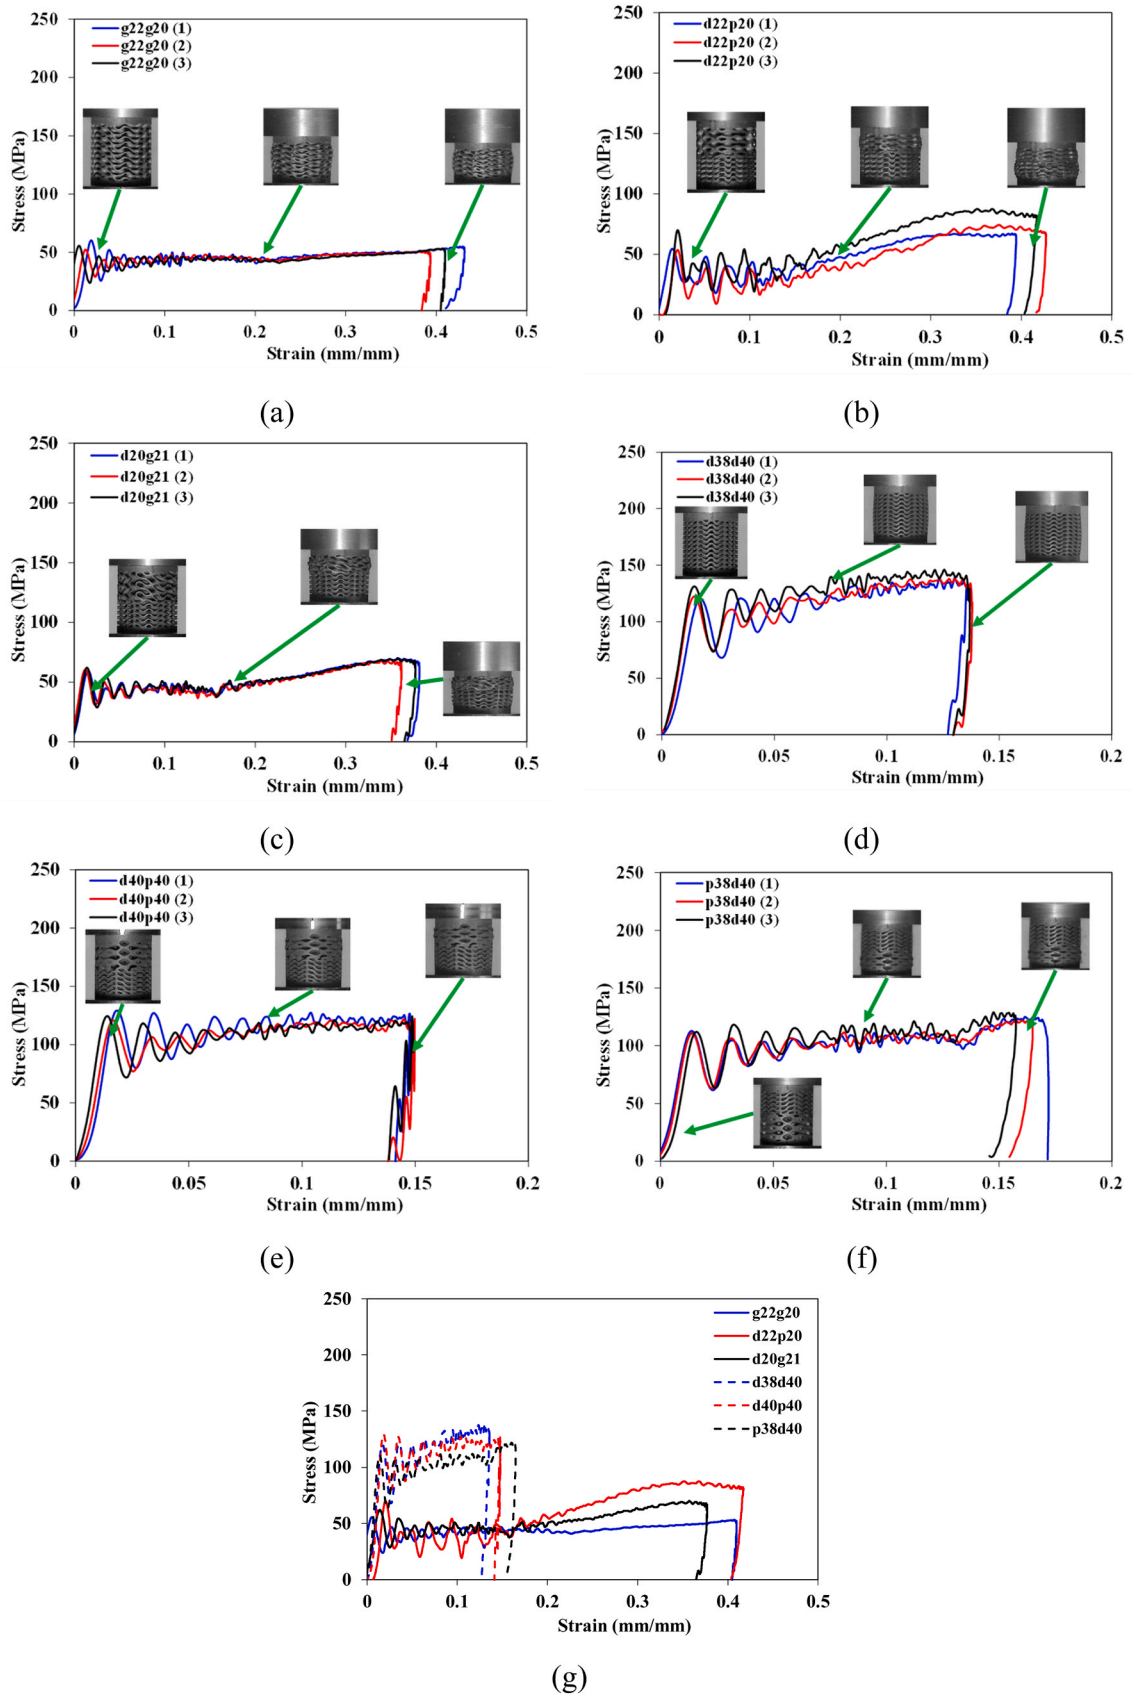 g22g20 (1)
g22g20 (2)
g22g20 (3)
250
200
150
100
50
0
Stress (MPa)
0 0.1 0.2 0.3 0.4 0.5
Strain (mm/mm)
(a)
d22p20 (1)
d22p20 (2)
d22p20 (3)
250
200
150
100
50
0
Stress (MPa)
0 0.1 0.2 0.3 0.4 0.5
Strain (mm/mm)
(b)
d20g21 (1)
d20g21 (2)
d20g21 (3)
250
200
150
100
50
0
Stress (MPa)
0 0.1 0.2 0.3 0.4 0.5
Strain (mm/mm)
(c)
d38d40 (1)
d38d40 (2)
d38d40 (3)
250
200
150
100
50
0
Stress (MPa)
0 0.05 0.1 0.15 0.2
Strain (mm/mm)
(d)
d40p40 (1)
d40p40 (2)
d40p40 (3)
250
200
150
100
50
0
Stress (MPa)
0 0.05 0.1 0.15 0.2
Strain (mm/mm)
(e)
p38d40 (1)
p38d40 (2)
p38d40 (3)
250
200
150
100
50
0
Stress (MPa)
0 0.05 0.1 0.15 0.2
Strain (mm/mm)
(f)
g22g20
d22p20
d20g21
d38d40
d40p40
p38d40
250
200
150
100
50
0
Stress (MPa)
0 0.1 0.2 0.3 0.4 0.5
Strain (mm/mm)
(g)